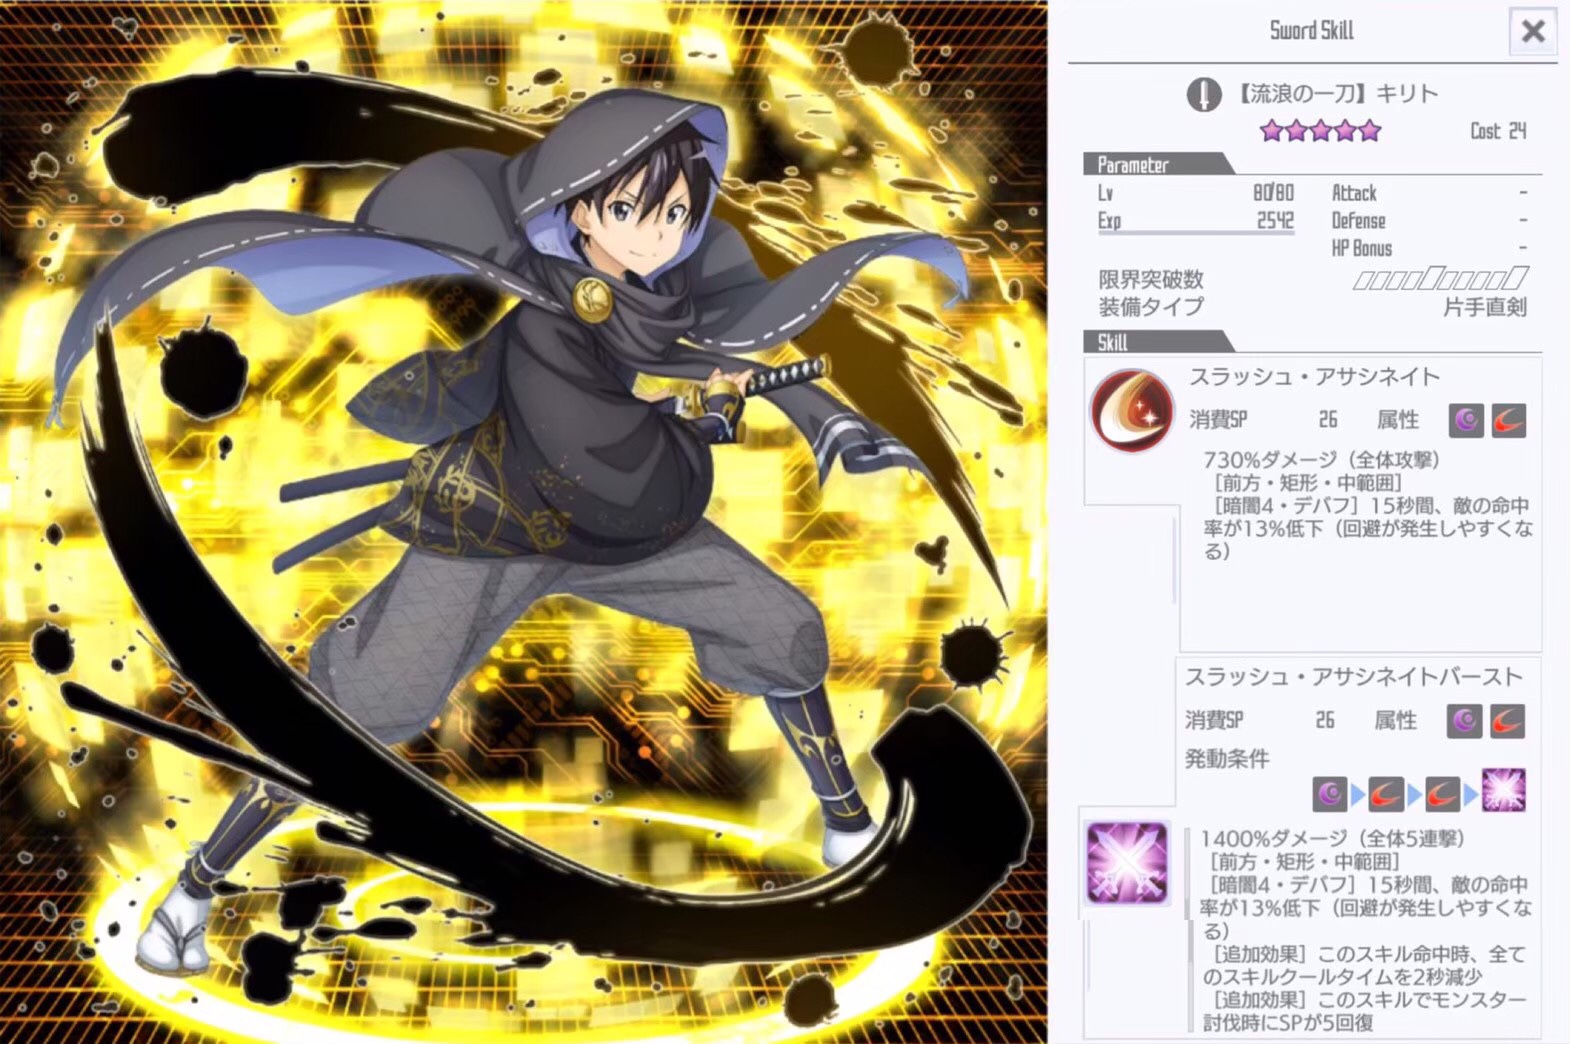 Sword Skill
【流浪の一刀】キリト
Cost 24
Parameter
Lv 80/80 Attack -
Exp 2542 Defense -
HP Bonus -
限界突破数
装備タイプ 片手直剣
Skill
スラッシュ・アサシネイト
消費SP 26 属性
730%ダメージ（全体攻撃）
［前方・矩形・中範囲］
［暗闇4・デバフ］15秒間、敵の命中
率が13%低下（回避が発生しやすくな
る）
スラッシュ・アサシネイトバースト
消費SP 26 属性
発動条件
1400%ダメージ（全体5連撃）
［前方・矩形・中範囲］
［暗闇4・デバフ］15秒間、敵の命中
率が13%低下（回避が発生しやすくな
る）
［追加効果］このスキル命中時、全て
のスキルクールタイムを2秒減少
［追加効果］このスキルでモンスター
討伐時にSPが5回復